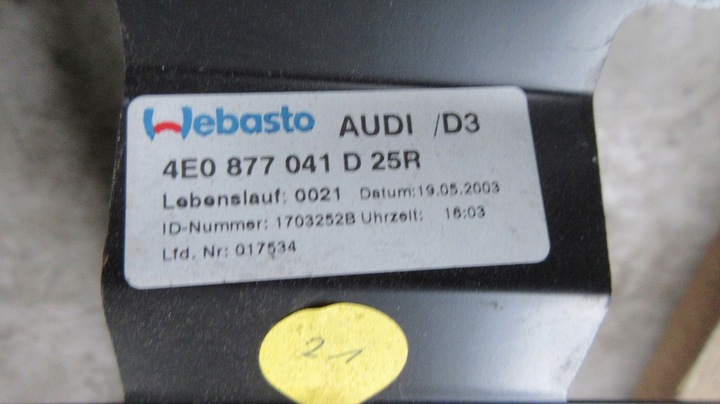 Webasto AUDI /D3
4E0 877 041 D 25R
Lebenslauf: 0021 Datum:19.05.2003
ID-Nummer: 1703252B Uhrzeit: 16:03
Lfd. Nr: 017534
21